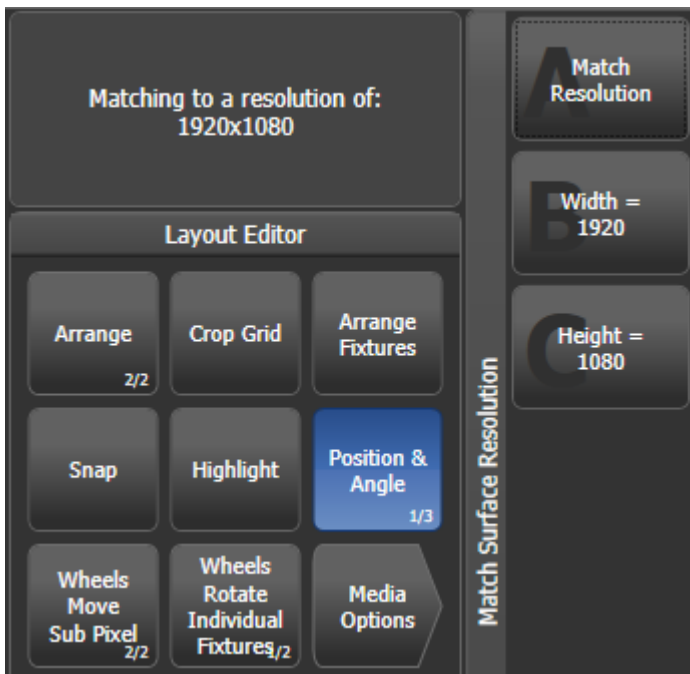 Matching to a resolution of:
1920x1080
Layout Editor
Arrange
2/2
Crop Grid
Arrange
Fixtures
Snap
Highlight
Position &
Angle
1/3
Wheels
Move
Sub Pixel
2/2
Wheels
Rotate
Individual
Fixtures
1/2
Media
Options
Match Surface Resolution
A
Match
Resolution
B
Width =
1920
C
Height =
1080